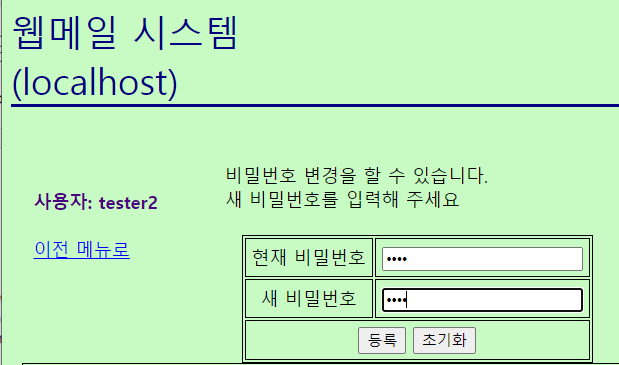 웹메일 시스템
(localhost)
비밀번호 변경을 할 수 있습니다.
사용자: tester2
새 비밀번호를 입력해 주세요
이전 메뉴로
현재 비밀번호 ••••
새 비밀번호 ••••
등록 초기화